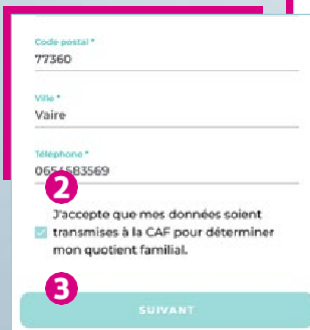 Code postal *
77360
Ville *
Vaire
Téléphone *
0654583569
2
J'accepte que mes données soient
transmises à la CAF pour déterminer
mon quotient familial.
3
SUIVANT